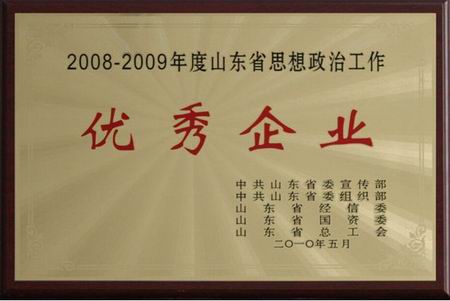 2008-2009年度山东省思想政治工作
优秀企业
中共山东省委宣传部
中共山东省委组织部
山东省经信委
山东省国资委
山东省总工会
二〇一〇年五月